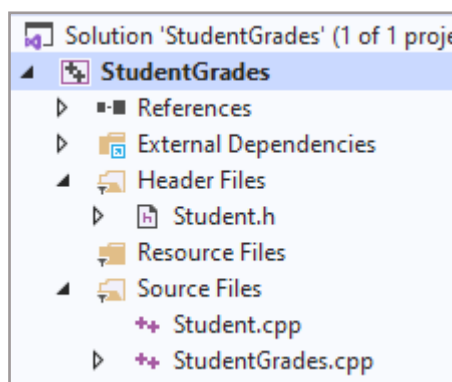 Solution 'StudentGrades' (1 of 1 proje
StudentGrades
References
External Dependencies
Header Files
Student.h
Resource Files
Source Files
Student.cpp
StudentGrades.cpp